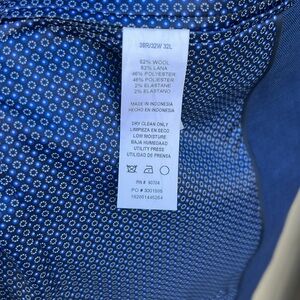 38R/32W 32L
52% WOOL
52% LANA
46% POLYESTER
46% POLIESTER
2% ELASTANE
2% ELASTANO
MADE IN INDONESIA
HECHO EN INDONESIA
DRY CLEAN ONLY
LIMPIEZA EN SECO
LOW MOISTURE
BAJA HUMEDAD
UTILITY PRESS
UTILIDAD DE PRENSA